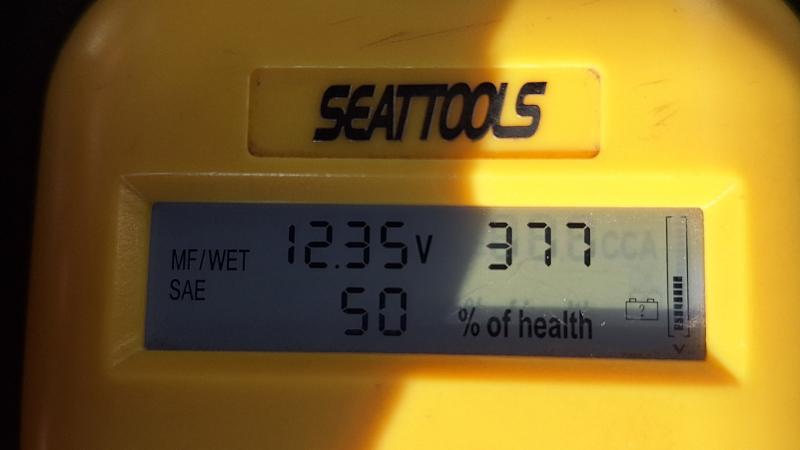 SEATTOOLS
MF/WET 12.35V 377
SAE 50 % of health